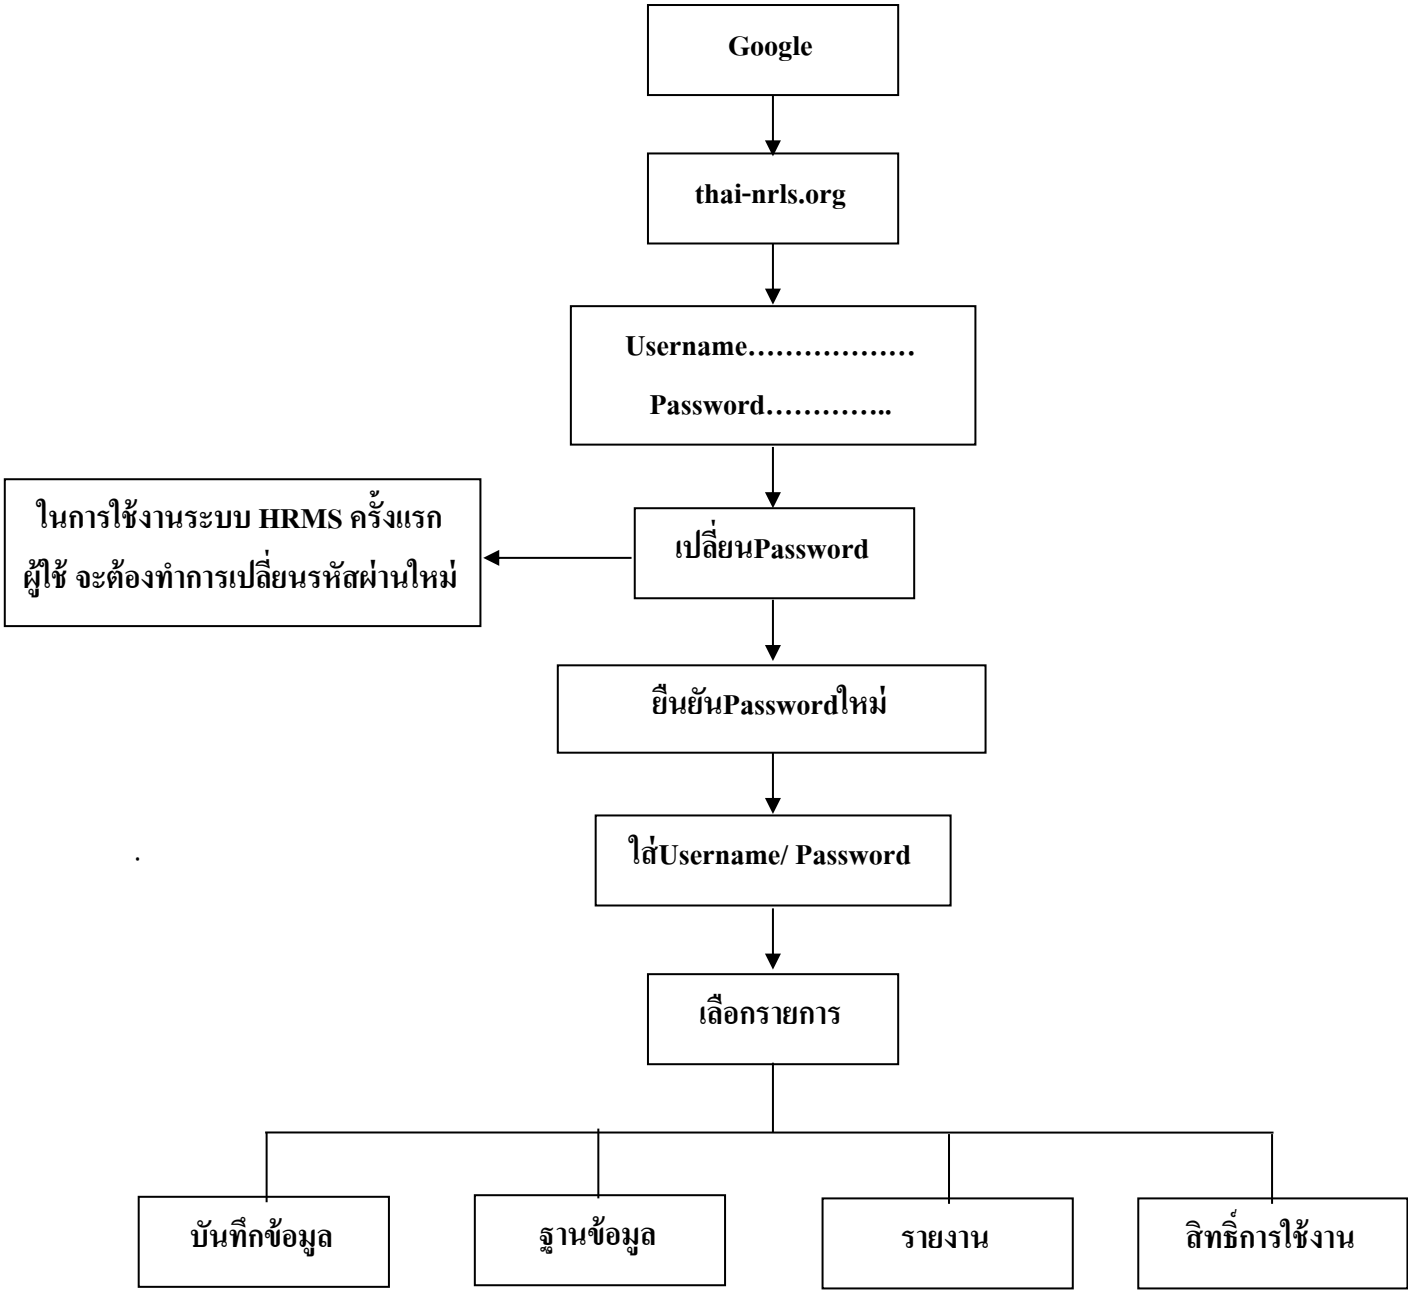 Google
thai-nrls.org
Username………………
Password…………..
ในการใช้งานระบบ HRMS ครั้งแรก
ผู้ใช้ จะต้องทำการเปลี่ยนรหัสผ่านใหม่
เปลี่ยนPassword
ยืนยันPasswordใหม่
ใส่Username/ Password
.
เลือกรายการ
บันทึกข้อมูล
ฐานข้อมูล
รายงาน
สิทธิ์การใช้งาน